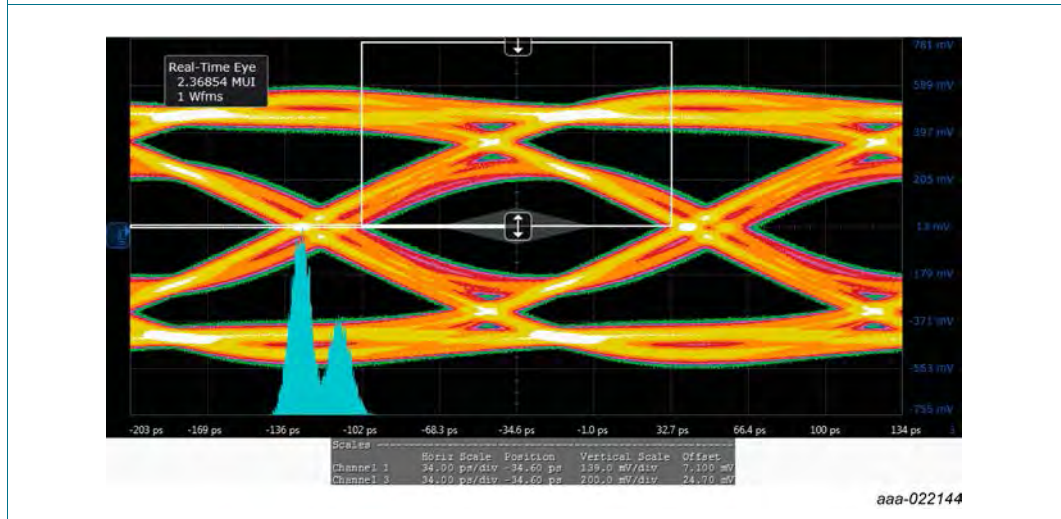 761 mV
Real-Time Eye
2.36854 MUI
1 Wfms
589 mV
397 mV
205 mV
13 mV
-179 mV
-371 mV
-563 mV
-755 mV
-203 ps -169 ps -136 ps -102 ps -68.3 ps -34.6 ps -1.0 ps 32.7 ps 66.4 ps 100 ps 134 ps 3
Scales
Horiz Scale Position Vertical Scale Offset
Channel 1 34.00 ps/div -34.60 ps 139.0 mV/div 7.100 mV
Channel 3 34.00 ps/div -34.60 ps 200.0 mV/div 24.70 mV
aaa-022144